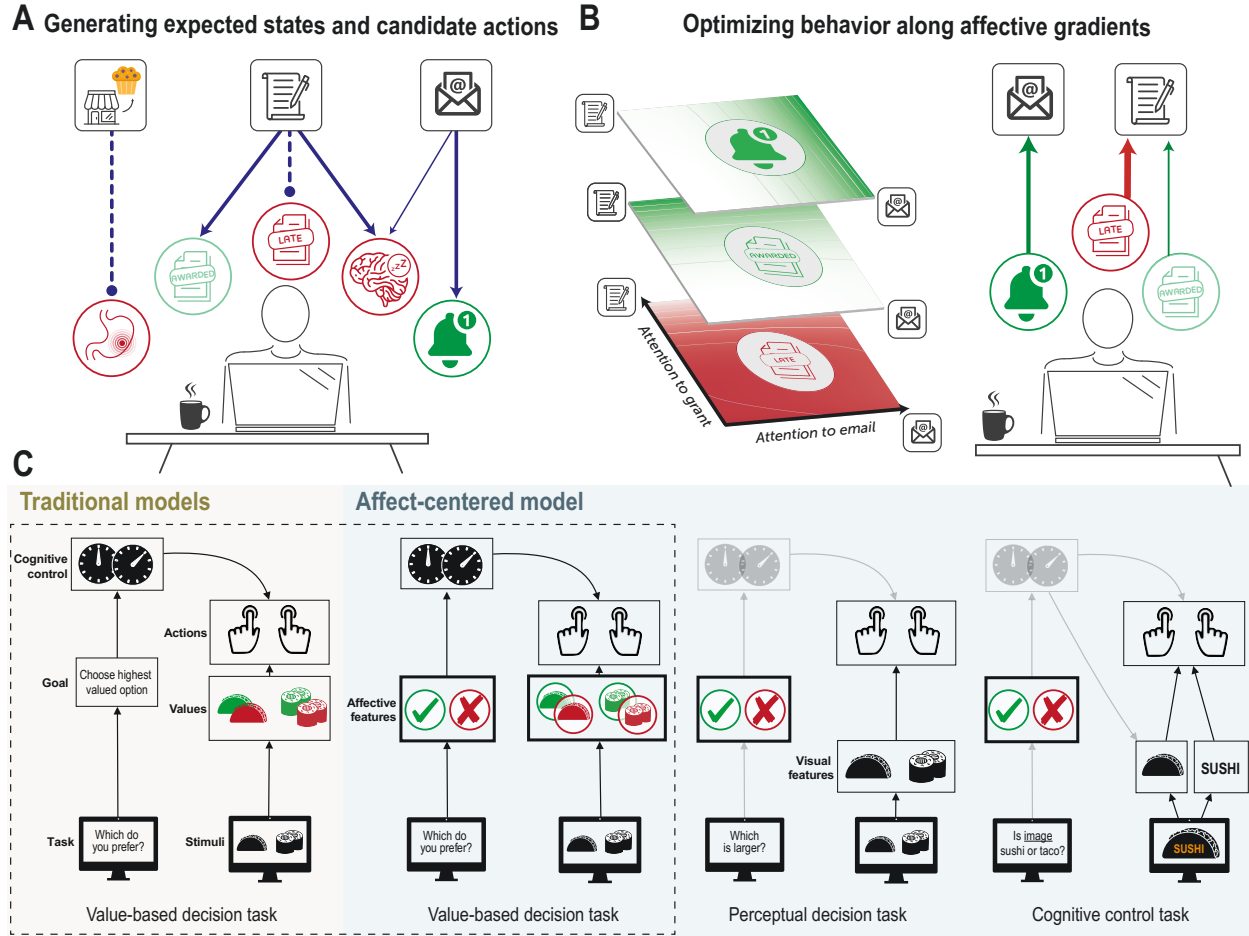 A Generating expected states and candidate actions
@
AWARDED
LATE
zzZ
1
B Optimizing behavior along affective gradients
1
AWARDED
LATE
Attention to grant
Attention to email
@
@
@
@
LATE
1
AWARDED
C
Traditional models
Affect-centered model
Cognitive
control
Actions
Goal
Choose highest
valued option
Values
Task
Which do
you prefer?
Stimuli
Value-based decision task
Affective
features
Which do
you prefer?
Value-based decision task
Visual
features
Which
is larger?
Perceptual decision task
SUSHI
Is image
sushi or taco?
SUSHI
Cognitive control task